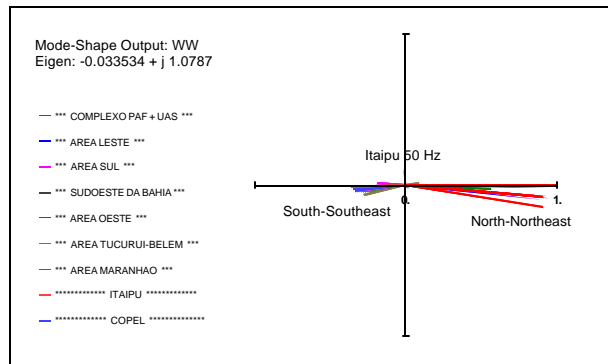 Mode-Shape Output: WW
Eigen: -0.033534 + j 1.0787
*** COMPLEXO PAF + UAS ***
*** AREA LESTE ***
*** AREA SUL ***
*** SUDOESTE DA BAHIA ***
*** AREA OESTE ***
*** AREA TUCURUI-BELEM ***
*** AREA MARANHAO ***
************* ITAIPU *************
************* COPEL **************
Itaipu 50 Hz
South-Southeast
0.
1.
North-Northeast